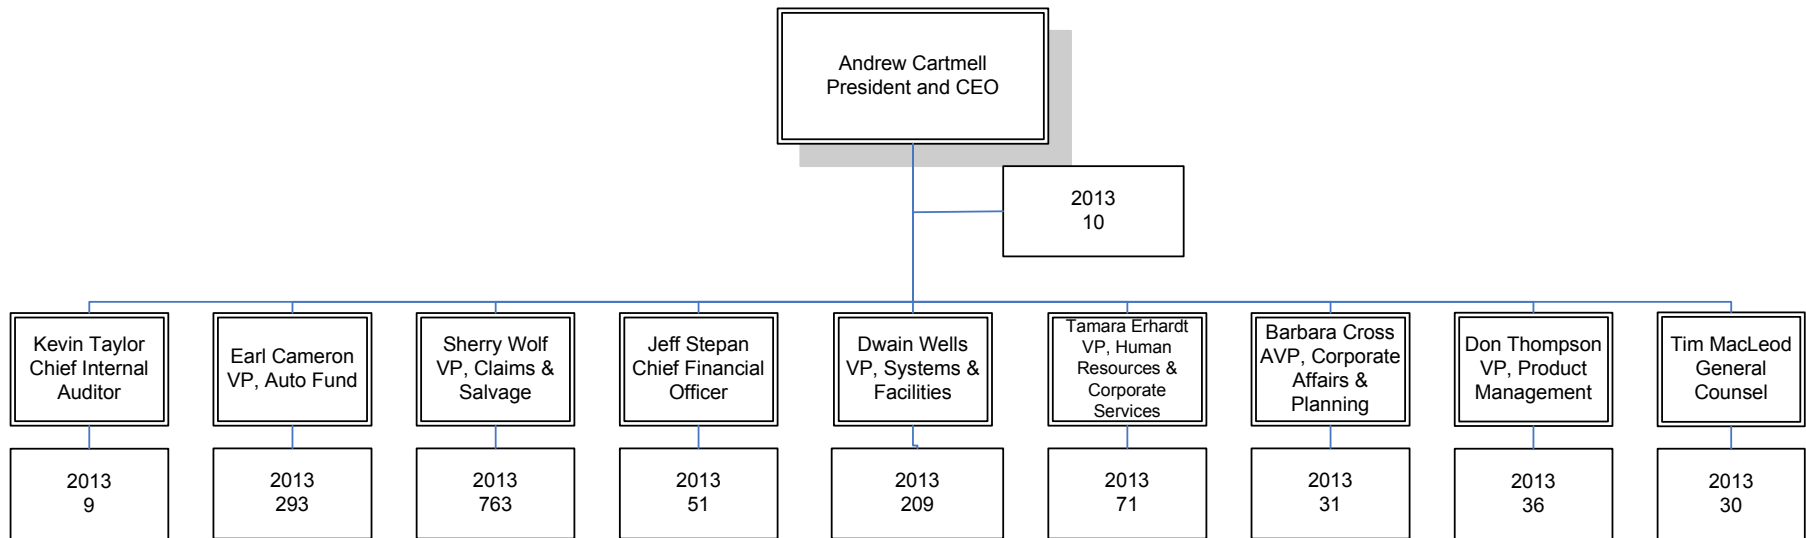 Andrew Cartmell
President and CEO
2013
10
Kevin Taylor
Chief Internal
Auditor
Earl Cameron
VP, Auto Fund
Sherry Wolf
VP, Claims &
Salvage
Jeff Stepan
Chief Financial
Officer
Dwain Wells
VP, Systems &
Facilities
Tamara Erhardt
VP, Human
Resources &
Corporate
Services
Barbara Cross
AVP, Corporate
Affairs &
Planning
Don Thompson
VP, Product
Management
Tim MacLeod
General
Counsel
2013
9
2013
293
2013
763
2013
51
2013
209
2013
71
2013
31
2013
36
2013
30